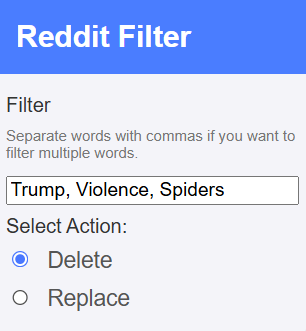 Reddit Filter
Filter
Separate words with commas if you want to
filter multiple words.
Trump, Violence, Spiders
Select Action:
Delete
Replace